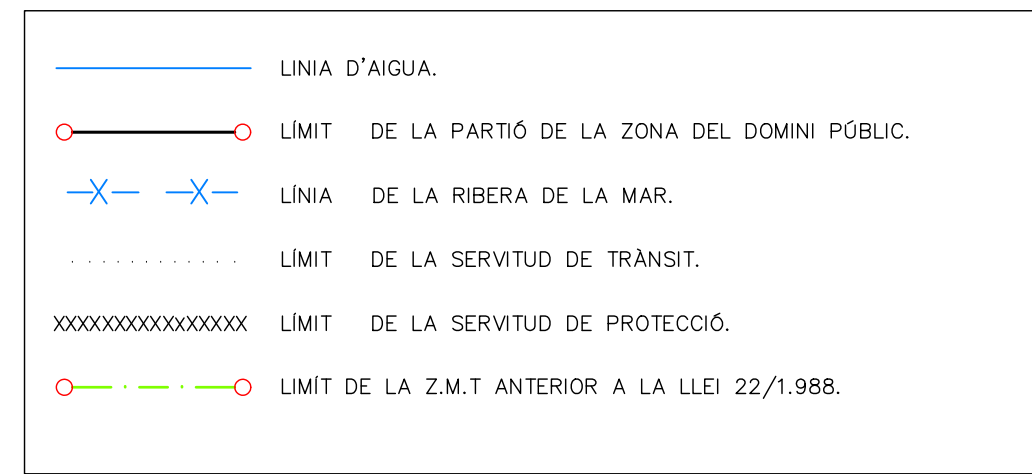 LINIA D'AIGUA.
LÍMIT DE LA PARTIÓ DE LA ZONA DEL DOMINI PÚBLIC.
X X LÍNIA DE LA RIBERA DE LA MAR.
LÍMIT DE LA SERVITUD DE TRÀNSIT.
XXXXXXXXXXxXXXXX LÍMIT DE LA SERVITUD DE PROTECCIÓ.
LIMÍT DE LA Z.M.T ANTERIOR A LA LLEI 22/1.988.